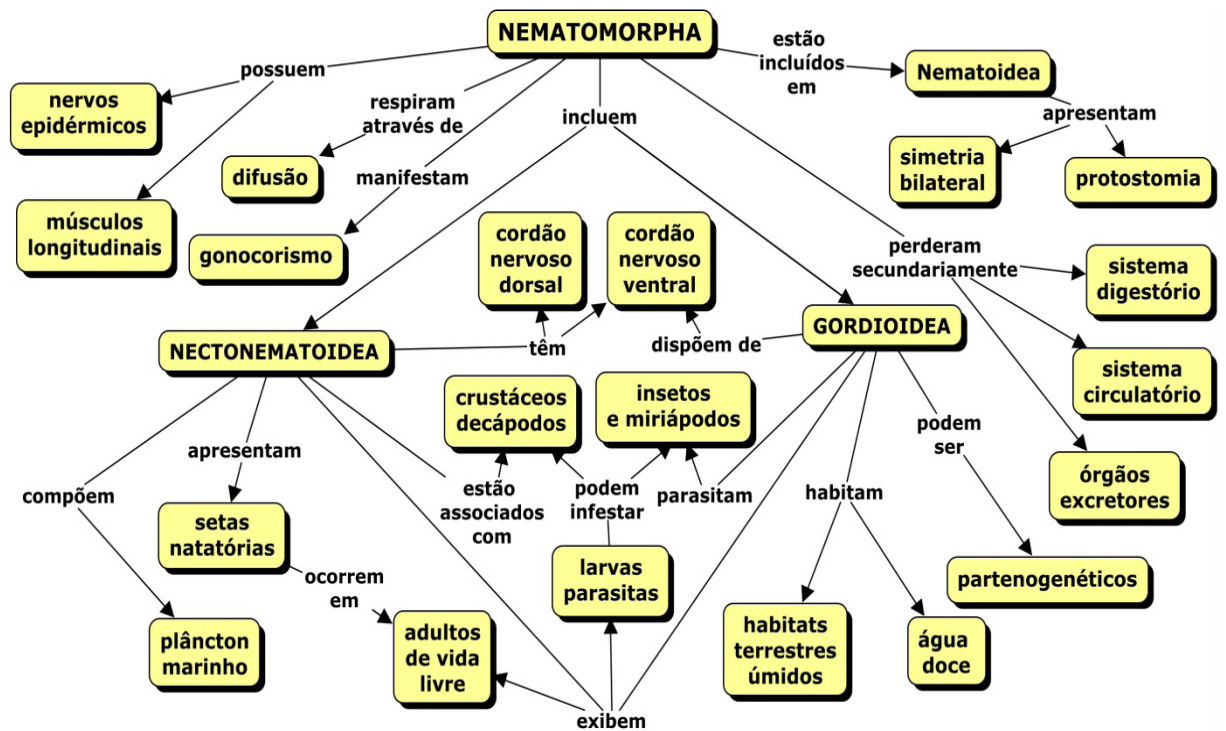 NEMATOMORPHA
estão
incluídos
em
Nematoidea
possuem
nervos
epidérmicos
respiram
através de
incluem
apresentam
difusão
manifestam
simetria
bilateral
protostomia
músculos
longitudinais
gonocorismo
cordão
nervoso
dorsal
cordão
nervoso
ventral
perderam
secundariamente
sistema
digestório
NECTONEMATOIDEA
têm
dispõem de
GORDIOIDEA
sistema
circulatório
crustáceos
decápodos
insetos
e miriápodos
podem
ser
apresentam
compõem
estão
associados
com
podem
infestar
parasitam
habitam
órgãos
excretores
setas
natatórias
ocorrem
em
larvas
parasitas
partenogenéticos
plâncton
marinho
adultos
de vida
livre
habitats
terrestres
úmidos
água
doce
exibem